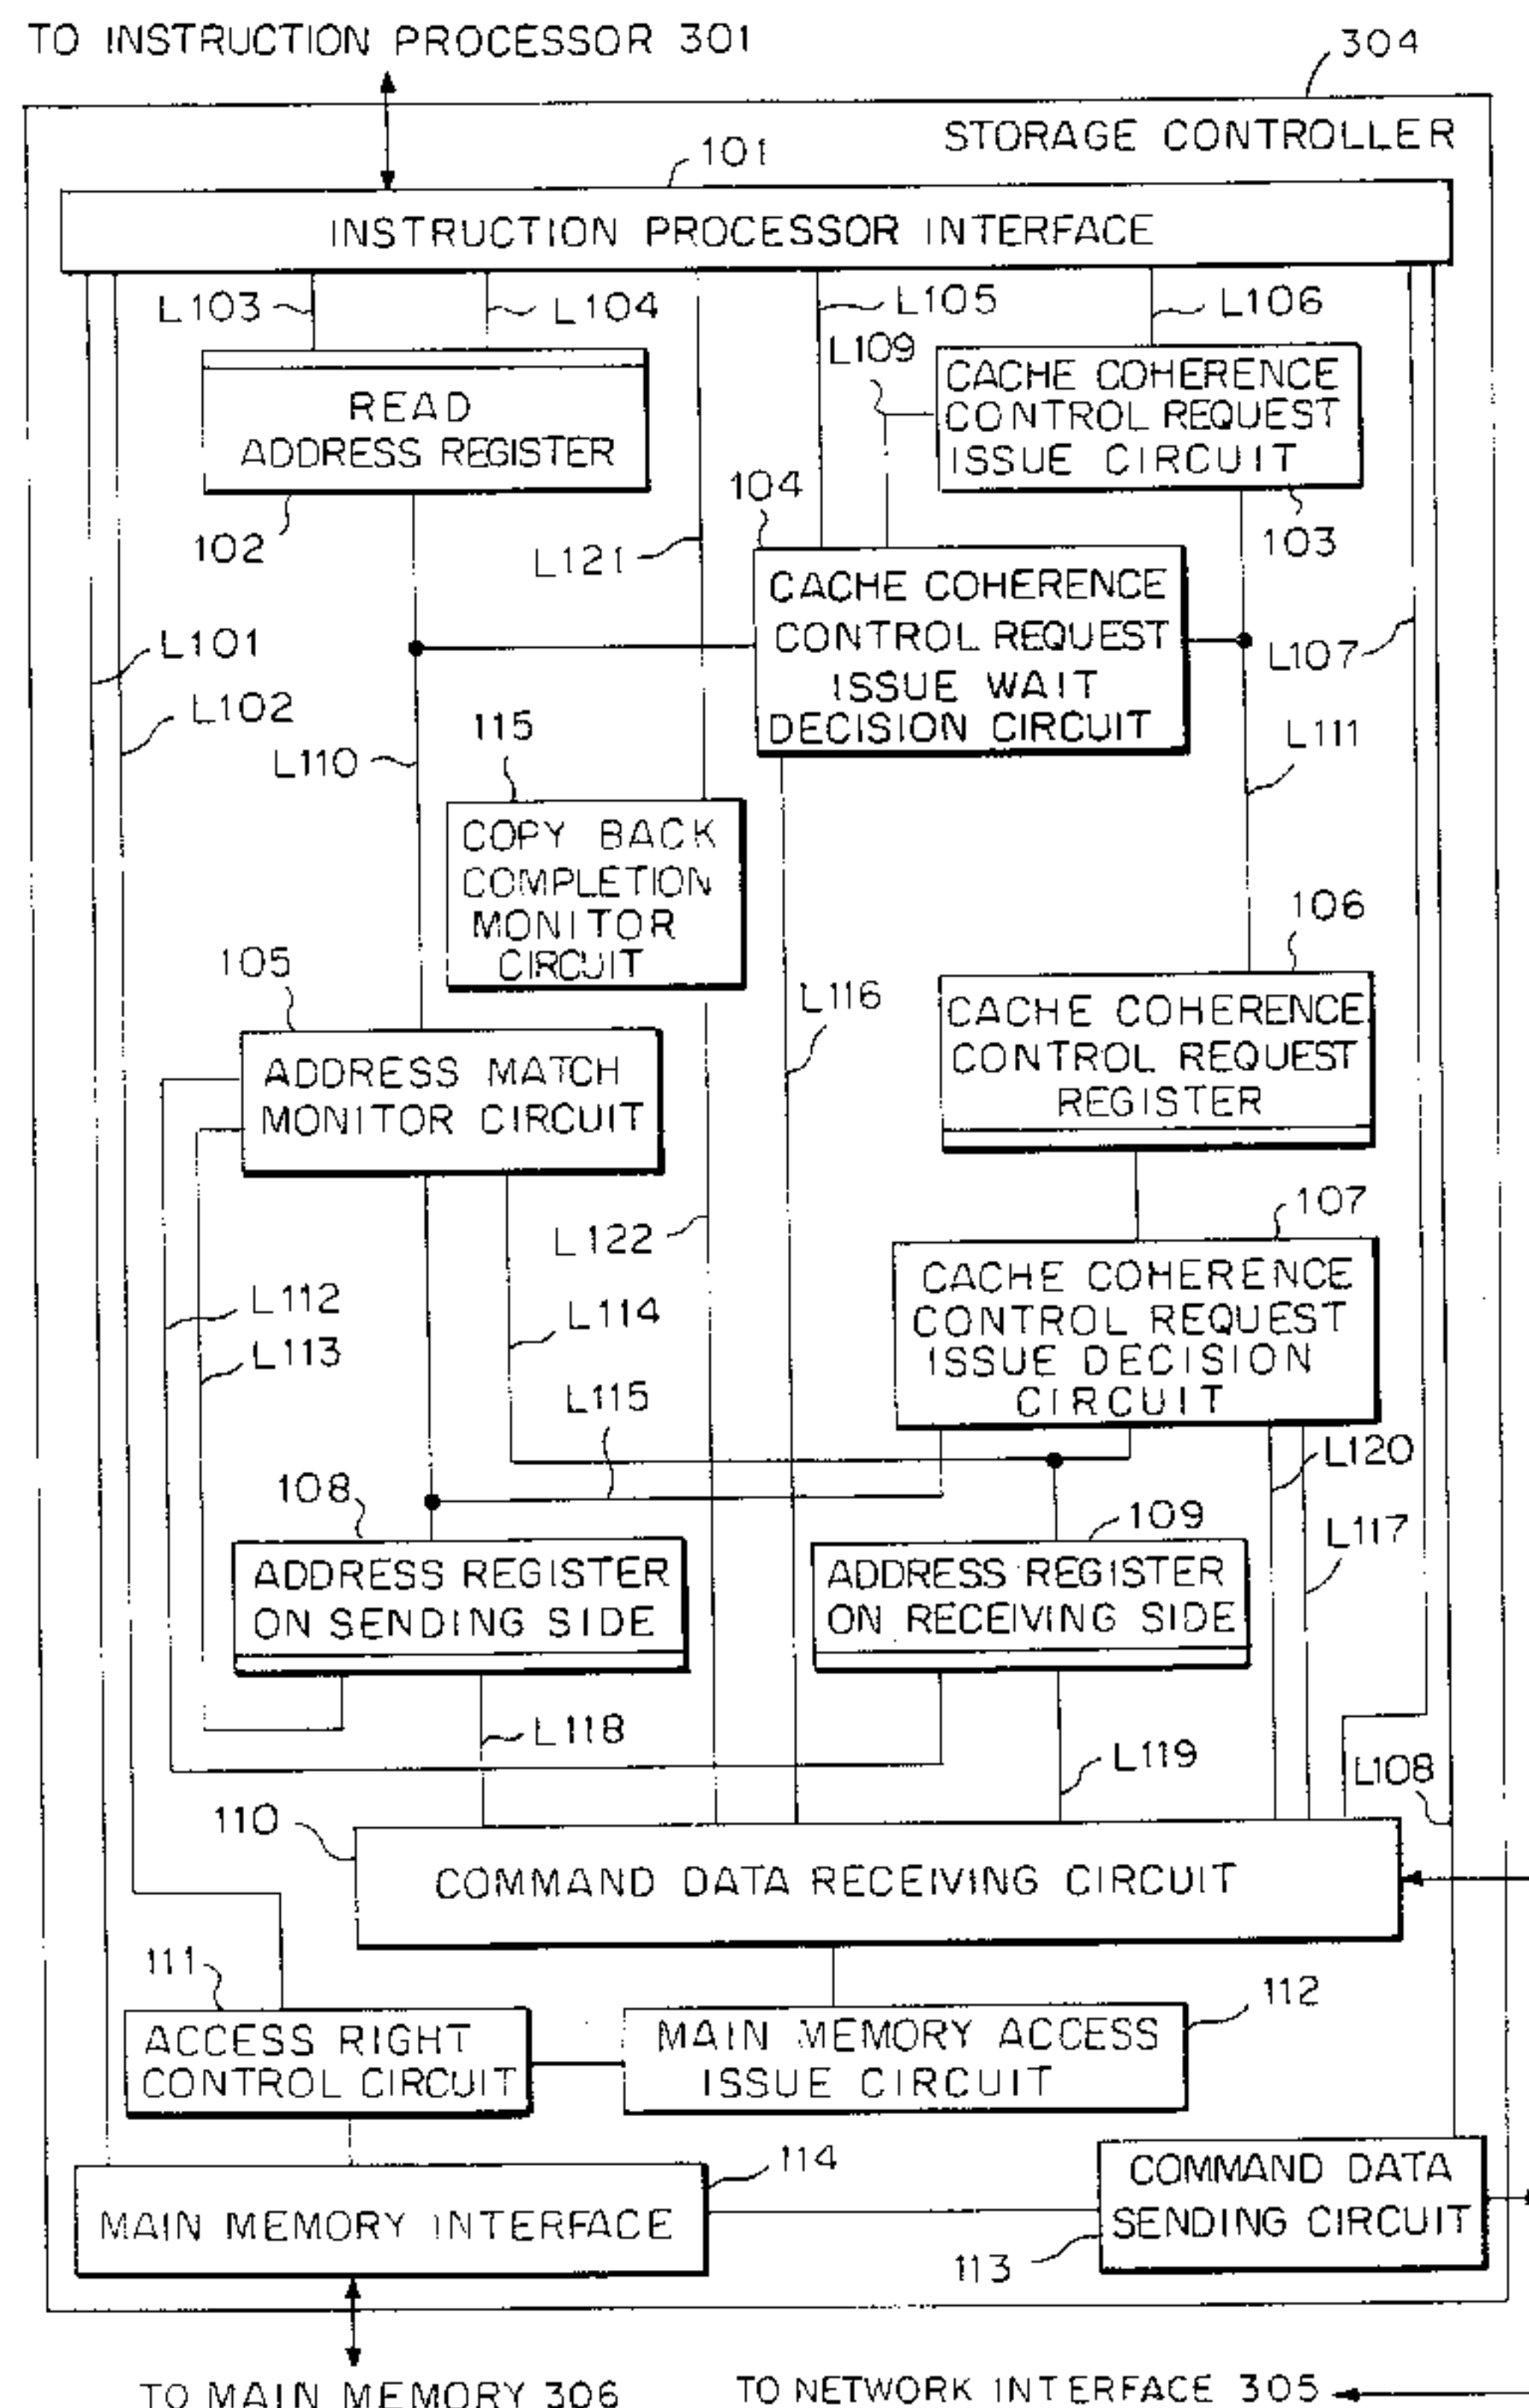 TO INSTRUCTION PROCESSOR 301
304
STORAGE CONTROLLER
101
INSTRUCTION PROCESSOR INTERFACE
L103
L104
L105
L106
L109
READ
ADDRESS REGISTER
CACHE COHERENCE
CONTROL REQUEST
ISSUE CIRCUIT
102
104
103
L121
CACHE COHERENCE
CONTROL REQUEST
ISSUE WAIT
DECISION CIRCUIT
L101
L107
L102
L110
115
L111
COPY BACK
COMPLETION
MONITOR
CIRCUIT
105
L116
106
CACHE COHERENCE
CONTROL REQUEST
REGISTER
ADDRESS MATCH
MONITOR CIRCUIT
L122
107
CACHE COHERENCE
CONTROL REQUEST
ISSUE DECISION
CIRCUIT
L112
L114
L113
L115
L120
108
109
L117
ADDRESS REGISTER
ON SENDING SIDE
ADDRESS REGISTER
ON RECEIVING SIDE
L118
L119
L108
110
COMMAND DATA RECEIVING CIRCUIT
111
112
ACCESS RIGHT
CONTROL CIRCUIT
MAIN MEMORY ACCESS
ISSUE CIRCUIT
114
MAIN MEMORY INTERFACE
COMMAND DATA
SENDING CIRCUIT
113
TO MAIN MEMORY 306
TO NETWORK INTERFACE 305